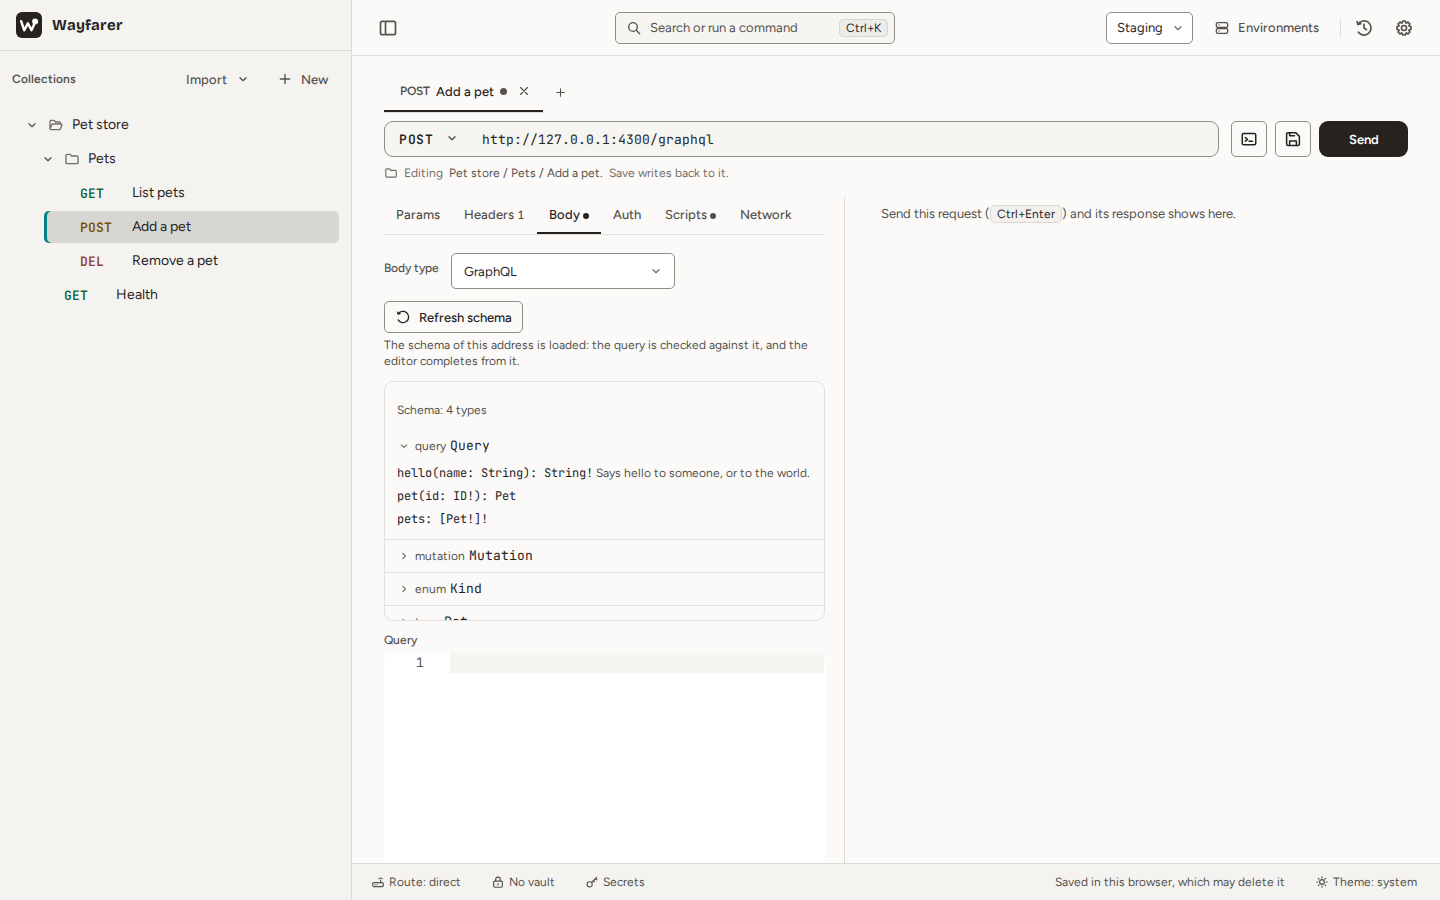 Wayfarer
Search or run a command Ctrl+K
Staging
Environments
Collections Import New
Pet store
Pets
GET List pets
POST Add a pet
DEL Remove a pet
GET Health
POST Add a pet
POST http://127.0.0.1:4300/graphql
Send
Editing Pet store / Pets / Add a pet. Save writes back to it.
Params Headers 1 Body Auth Scripts Network
Body type GraphQL
Refresh schema
The schema of this address is loaded: the query is checked against it, and the
editor completes from it.
Schema: 4 types
query Query
hello(name: String): String! Says hello to someone, or to the world.
pet(id: ID!): Pet
pets: [Pet!]!
mutation Mutation
enum Kind
Query
1
Send this request (Ctrl+Enter) and its response shows here.
Route: direct No vault Secrets
Saved in this browser, which may delete it Theme: system